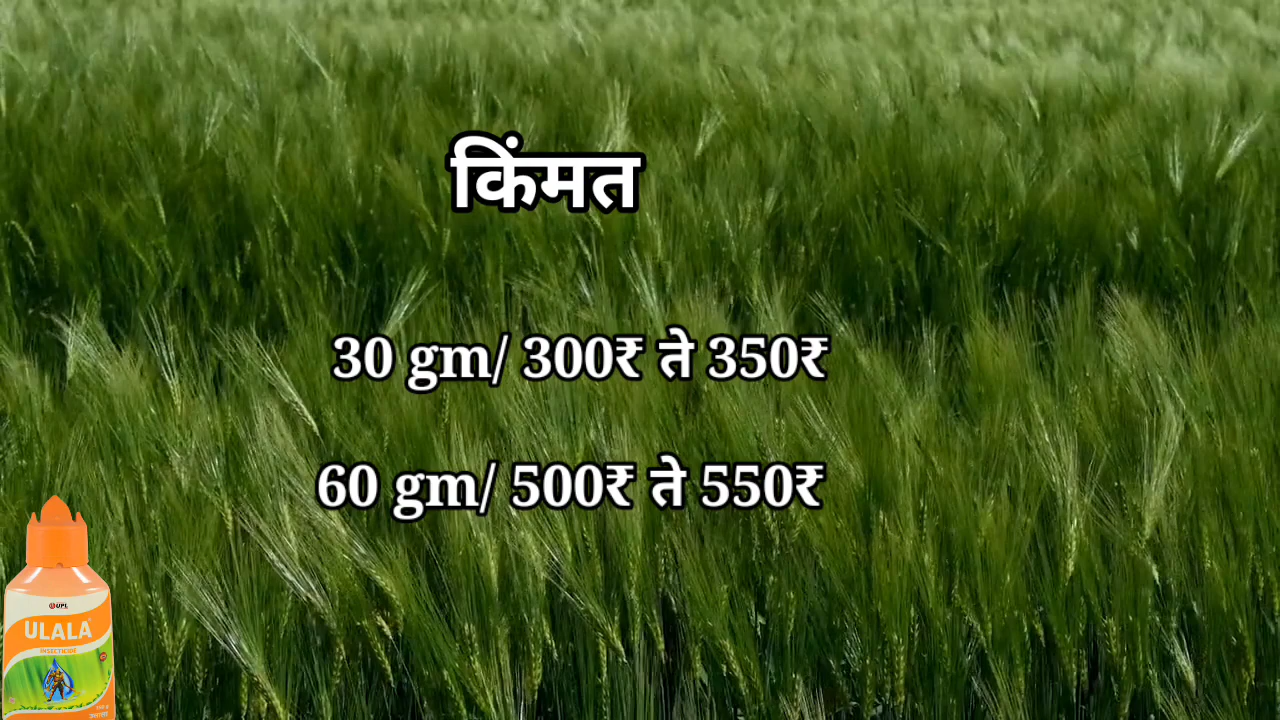 किंमत
30 gm/ 300₹ ते 350₹
60 gm/ 500₹ ते 550₹
UPL
ULALA
INSECTICIDE